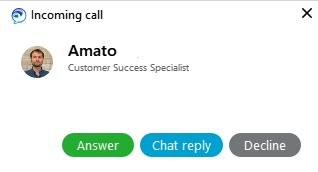 Incoming call
Amato
Customer Success Specialist
Answer
Chat reply
Decline